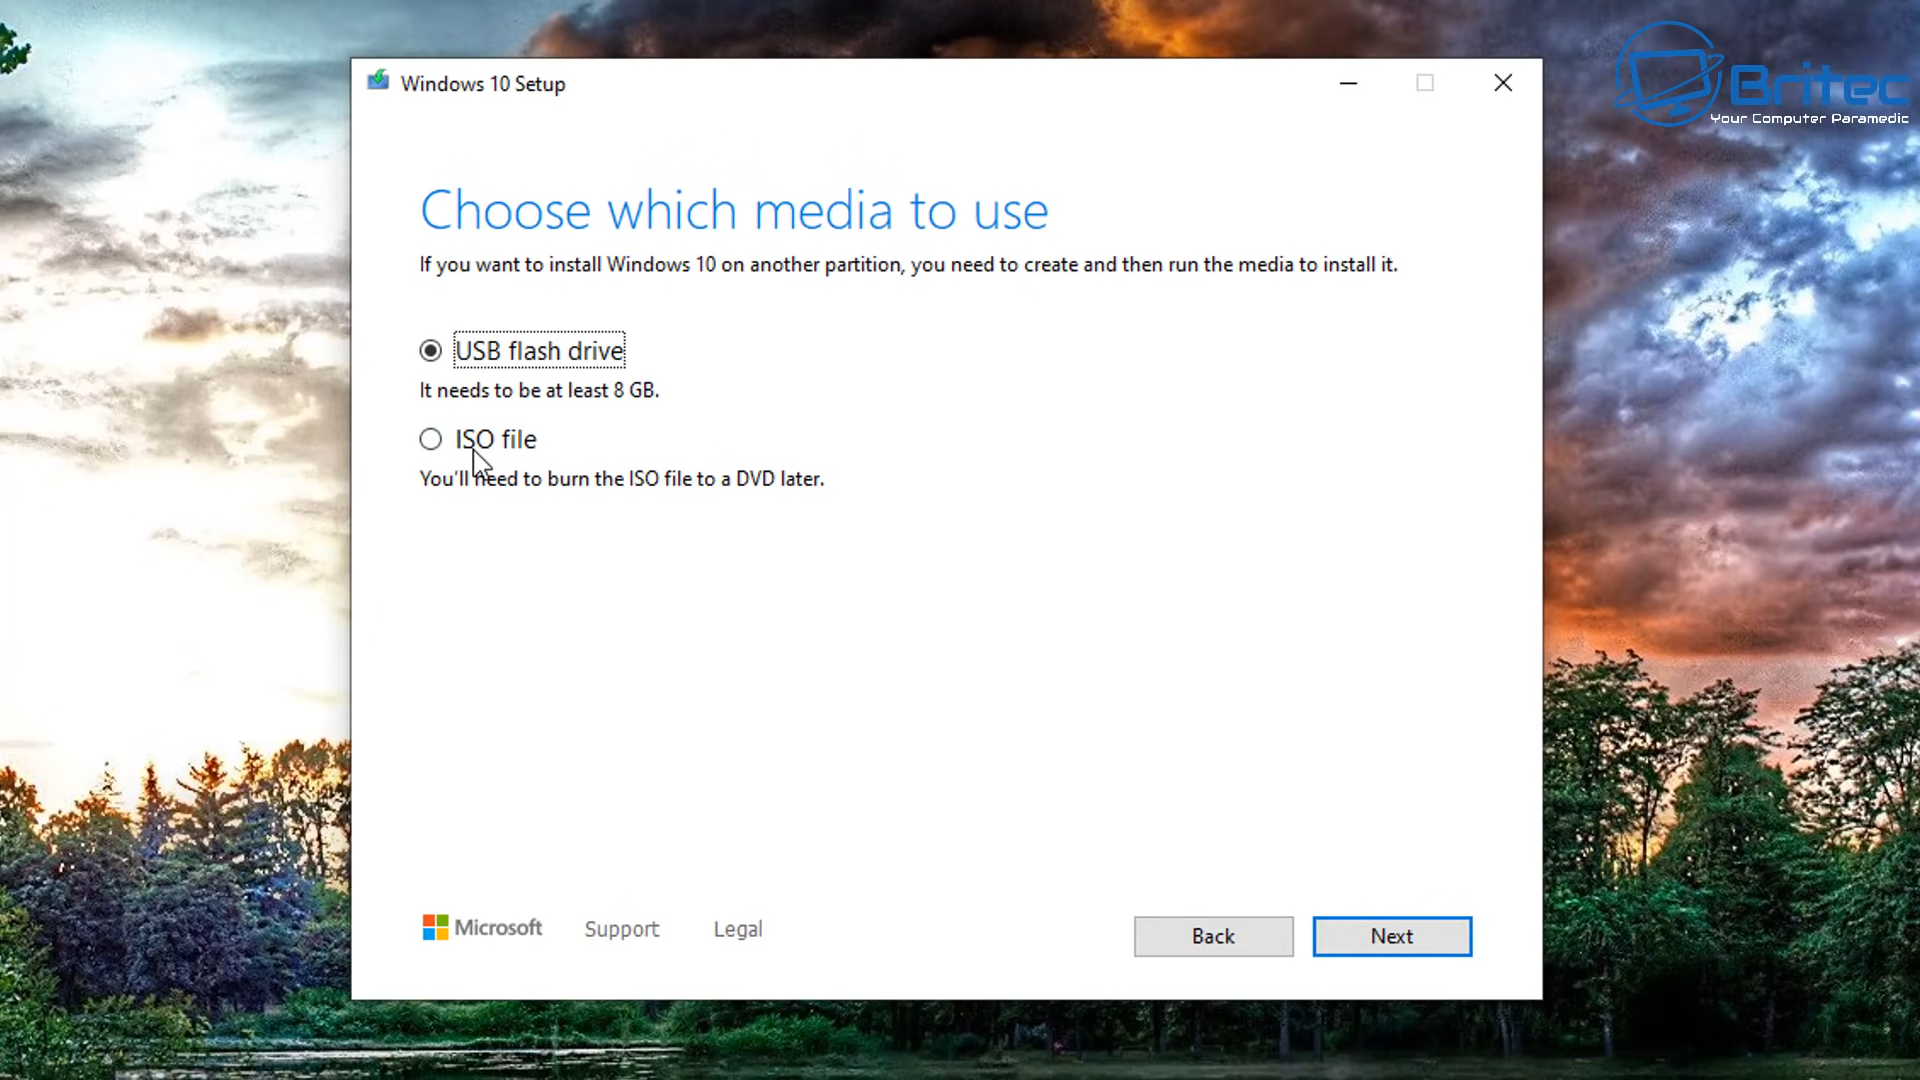 Windows 10 Setup
Britec
Your Computer Paramedic
Choose which media to use
If you want to install Windows 10 on another partition, you need to create and then run the media to install it.
USB flash drive
It needs to be at least 8 GB.
ISO file
You'll need to burn the ISO file to a DVD later.
Microsoft
Support
Legal
Back
Next